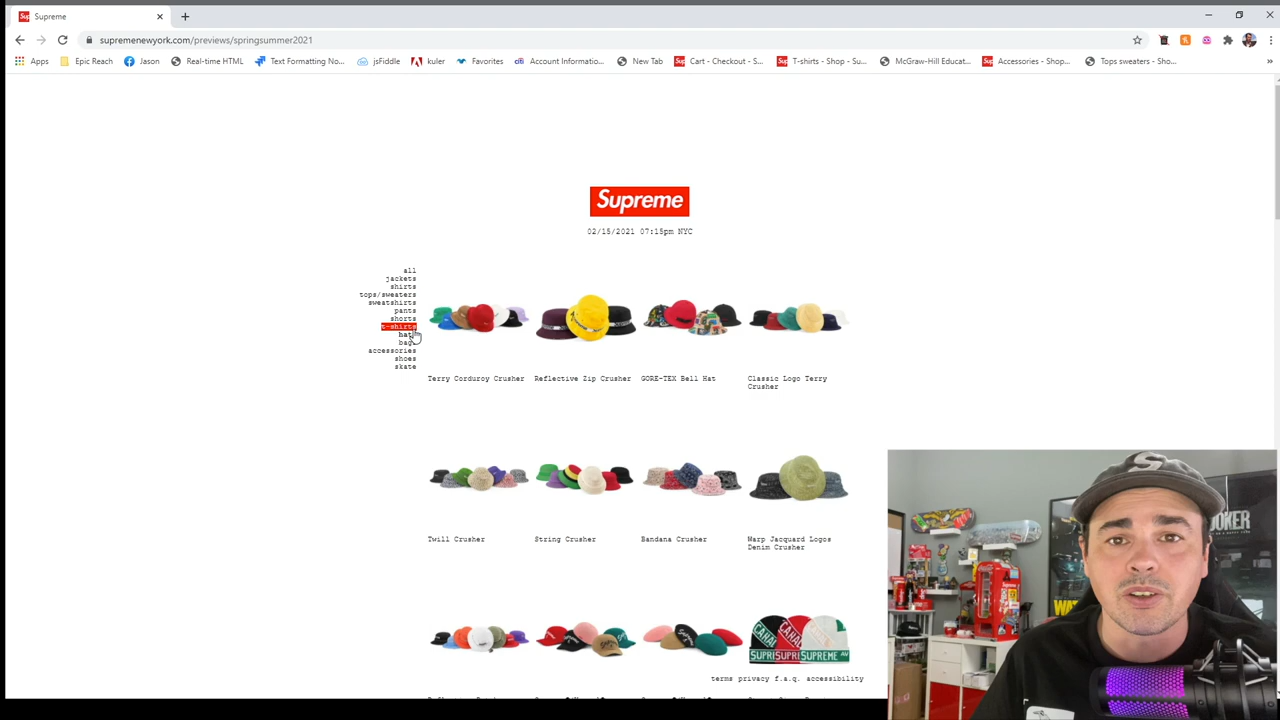 Supreme
supremenewyork.com/previews/springsummer2021
Apps Epic Reach Jason Real-time HTML Text Formatting No... jsFiddle kuler Favorites Account Informatio... New Tab Cart - Checkout - S... T-shirts - Shop - Su... McGraw-Hill Educat... Accessories - Shop... Tops sweaters - Sho... »
Supreme
02/15/2021 07:15pm NYC
all
jackets
shirts
tops/sweaters
sweatshirts
pants
shorts
t-shirts
accessories
shoes
skate
Terry Corduroy Crusher
Reflective Zip Crusher
GORE-TEX Bell Hat
Classic Logo Terry
Crusher
Twill Crusher
String Crusher
Bandana Crusher
Warp Jacquard Logos
Denim Crusher
SUPREME
terms privacy f.a.q. accessibility